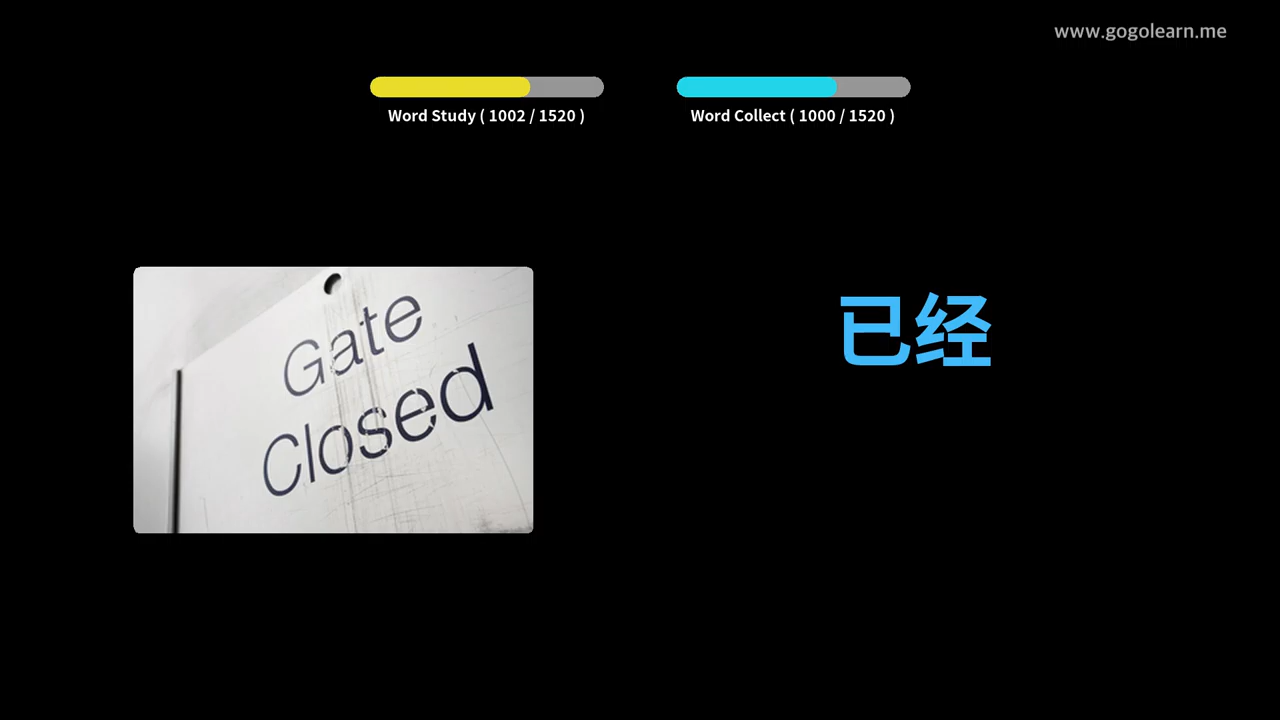 www.gogolearn.me
Word Study ( 1002 / 1520 )
Word Collect ( 1000 / 1520 )
Gate
Closed
已经